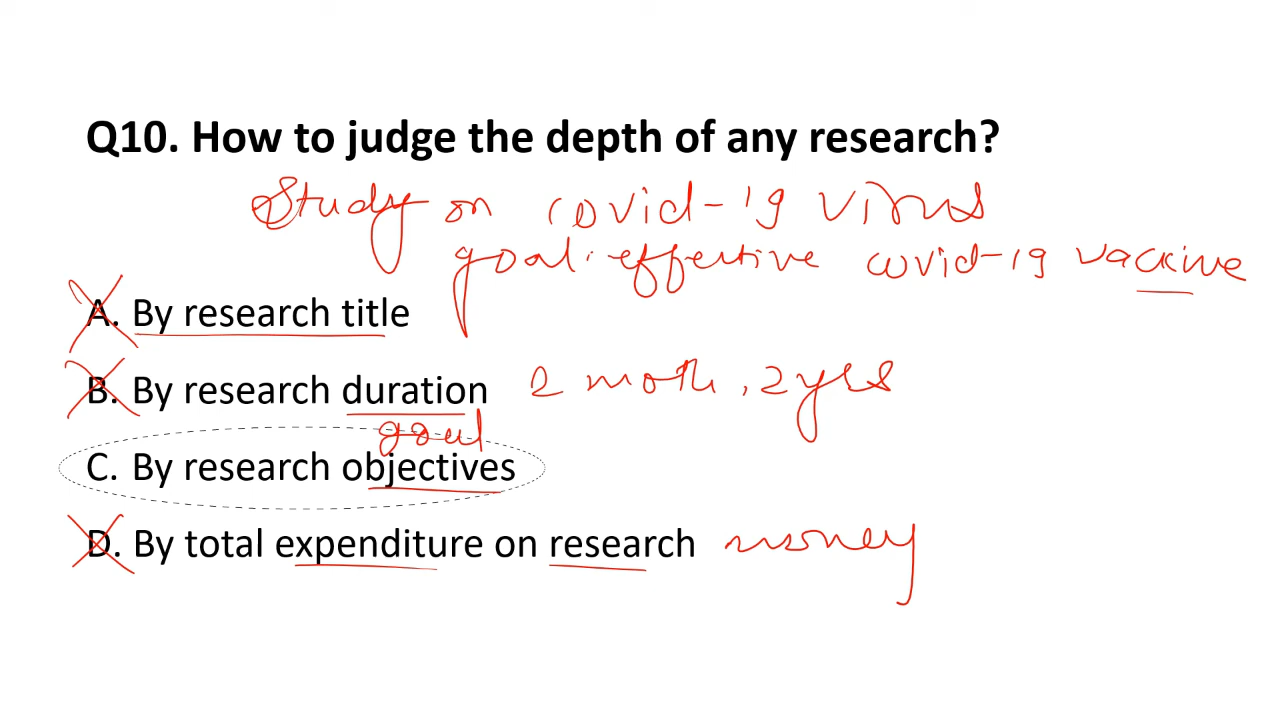 Q10. How to judge the depth of any research?
Study on covid-19 virus
goal: effective covid-19 vaccine
A. By research title
B. By research duration 2 moth, 2 yrs
goal
C. By research objectives
D. By total expenditure on research money